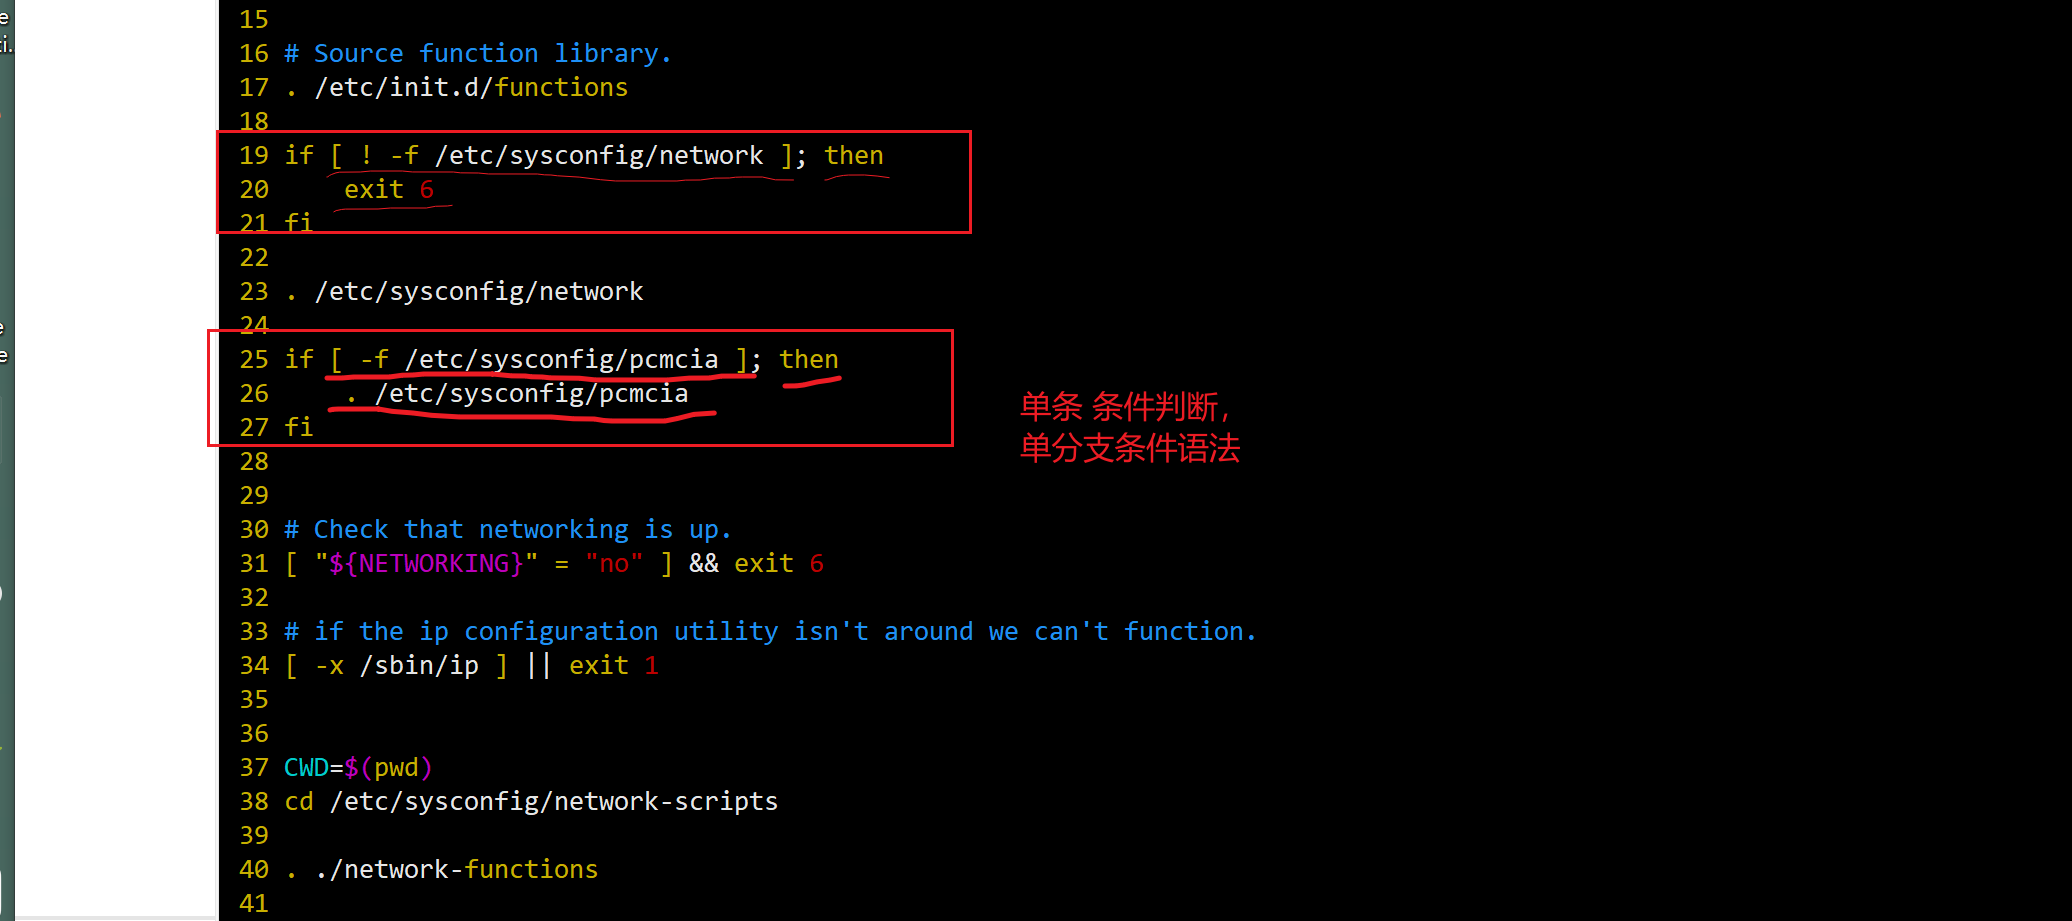 15
16 # Source function library.
17 . /etc/init.d/functions
18
19 if [ ! -f /etc/sysconfig/network ]; then
20     exit 6
21 fi
22
23 . /etc/sysconfig/network
24
25 if [ -f /etc/sysconfig/pcmcia ]; then
26     . /etc/sysconfig/pcmcia
27 fi
单条 条件判断，
单分支条件语法
28
29
30 # Check that networking is up.
31 [ "${NETWORKING}" = "no" ] && exit 6
32
33 # if the ip configuration utility isn't around we can't function.
34 [ -x /sbin/ip ] || exit 1
35
36
37 CWD=$(pwd)
38 cd /etc/sysconfig/network-scripts
39
40 . ./network-functions
41